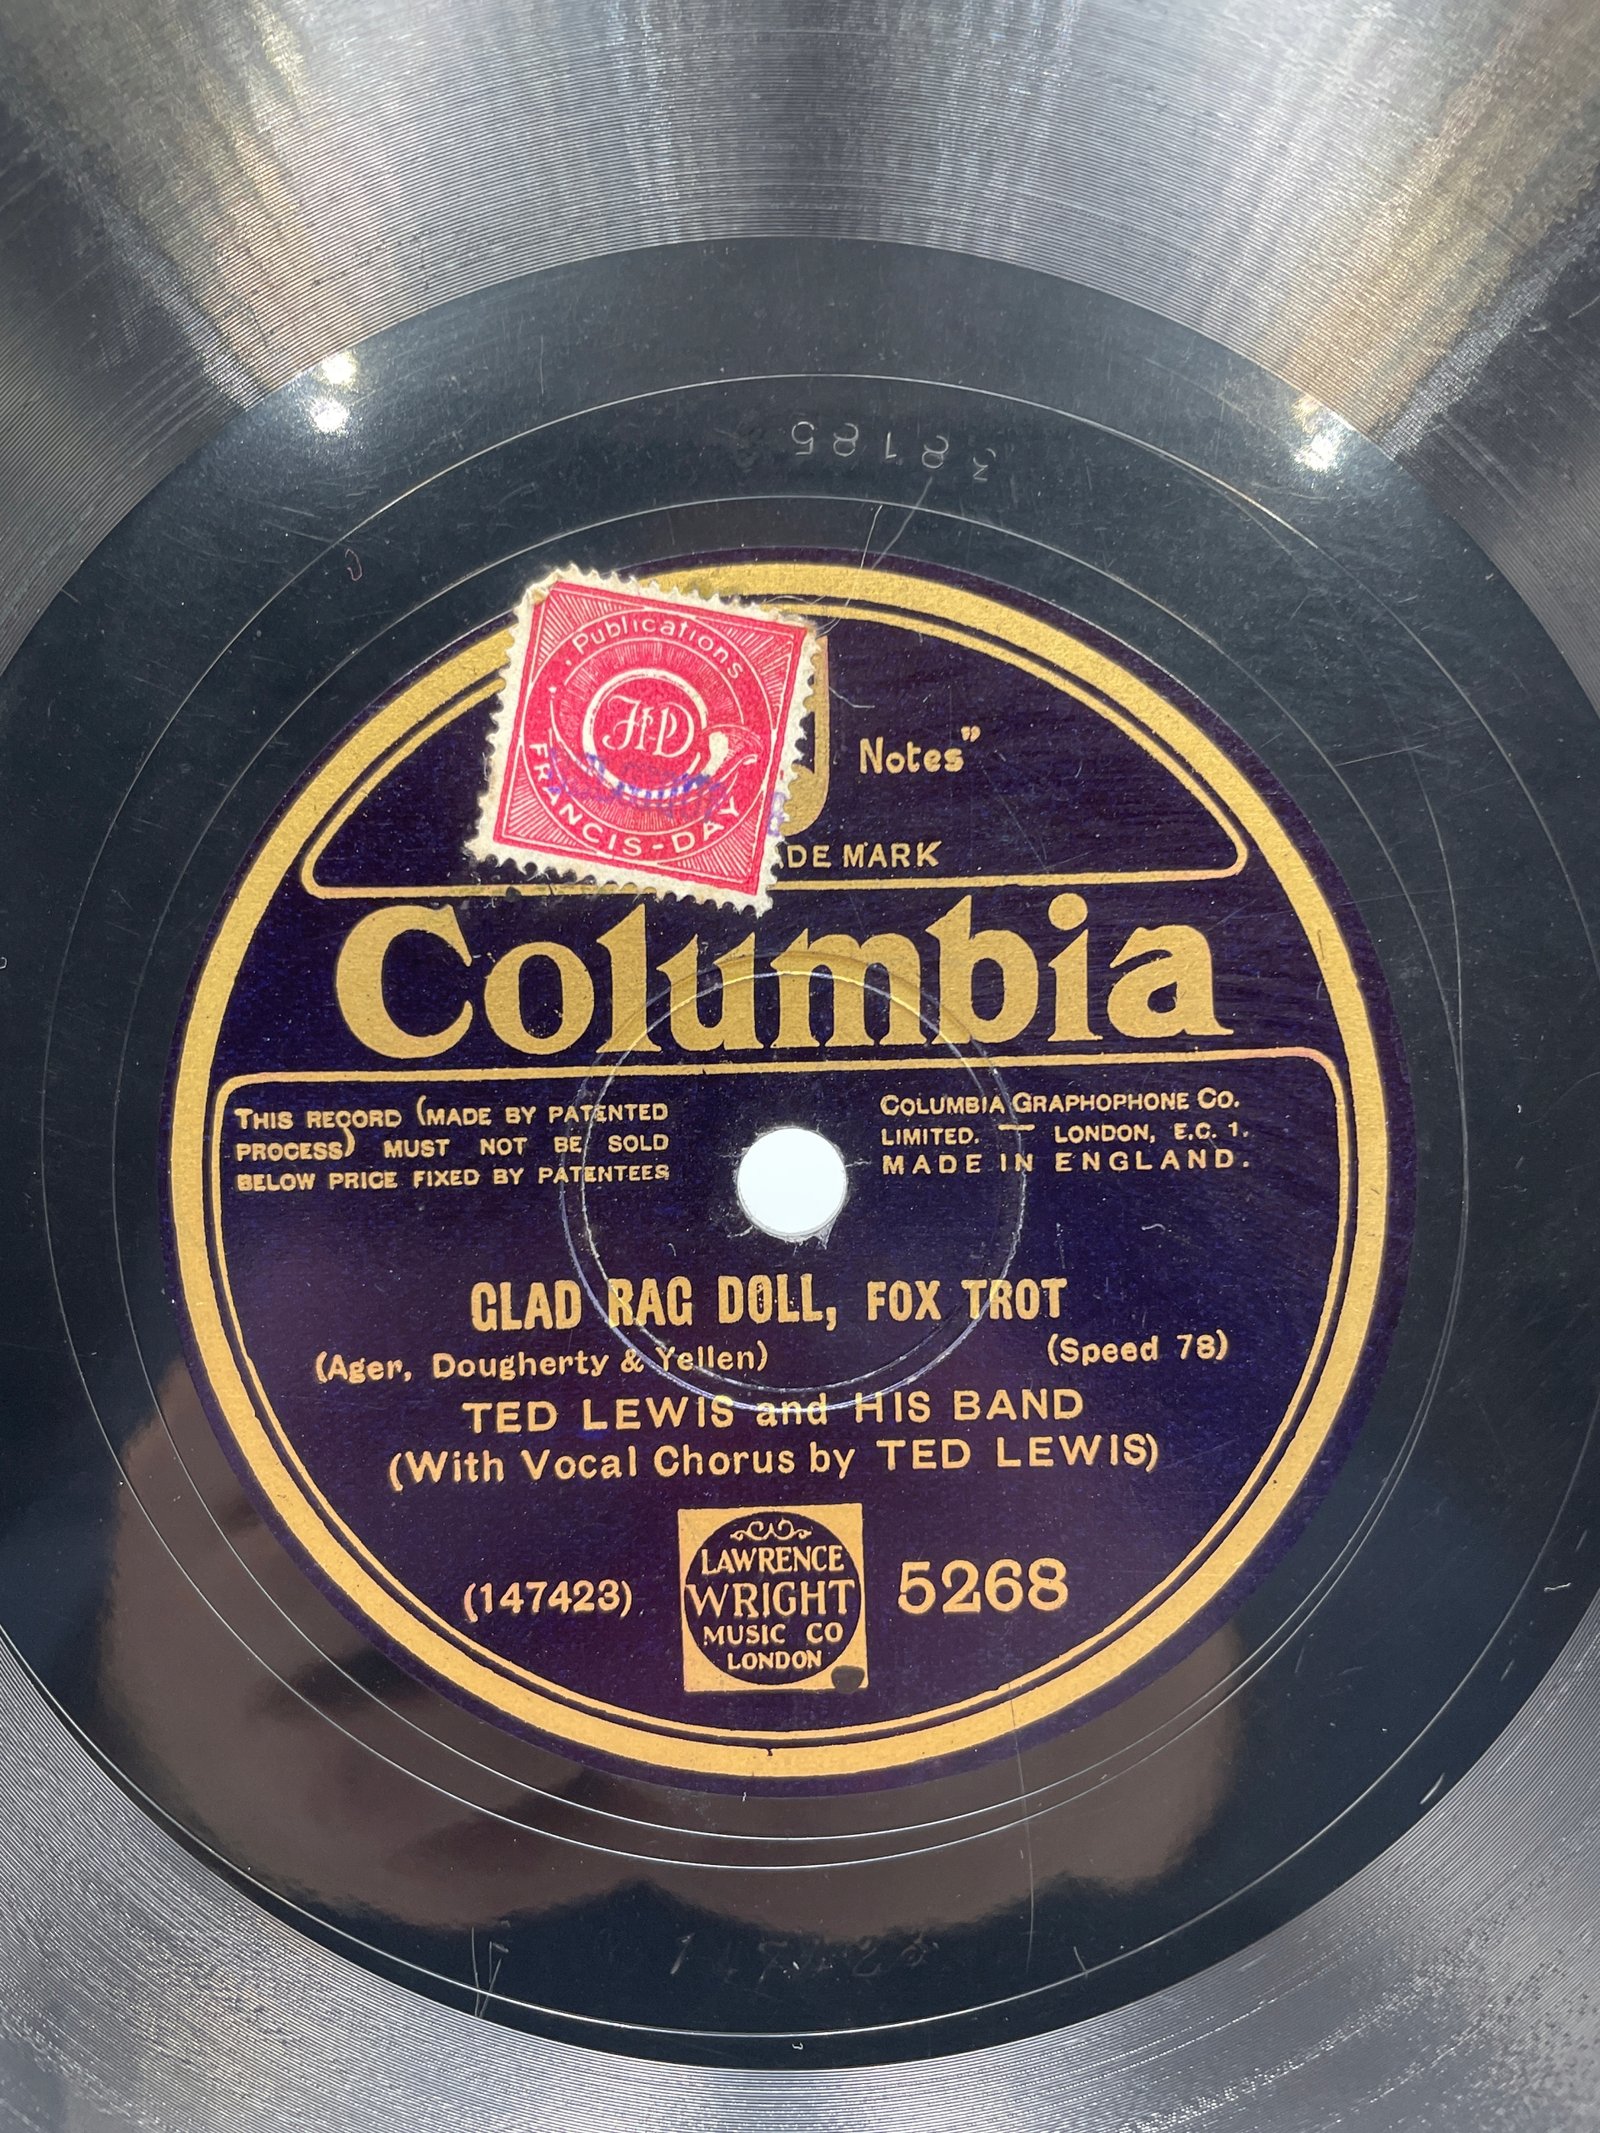 38185
Publications
FD
FRANCIS-DAY
Notes"
DE MARK
Columbia
THIS RECORD (MADE BY PATENTED
PROCESS) MUST NOT BE SOLD
BELOW PRICE FIXED BY PATENTEES
COLUMBIA GRAPHOPHONE CO.
LIMITED. — LONDON, E.C. 1.
MADE IN ENGLAND.
GLAD RAG DOLL, FOX TROT
(Ager, Dougherty & Yellen)
(Speed 78)
TED LEWIS and HIS BAND
(With Vocal Chorus by TED LEWIS)
(147423)
LAWRENCE
WRIGHT
MUSIC CO
LONDON
5268